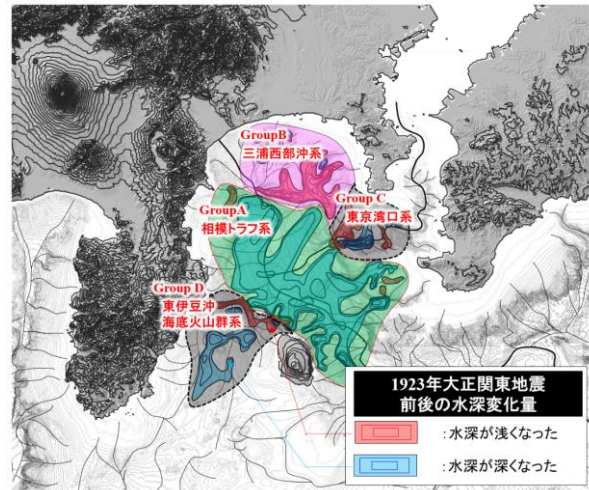 GroupB
三浦西部沖系
Group C
東京湾口系
GroupA
相模トラフ系
Group D
東伊豆沖
海底火山群系
1923年大正関東地震
前後の水深変化量
:水深が浅くなった
:水深が深くなった